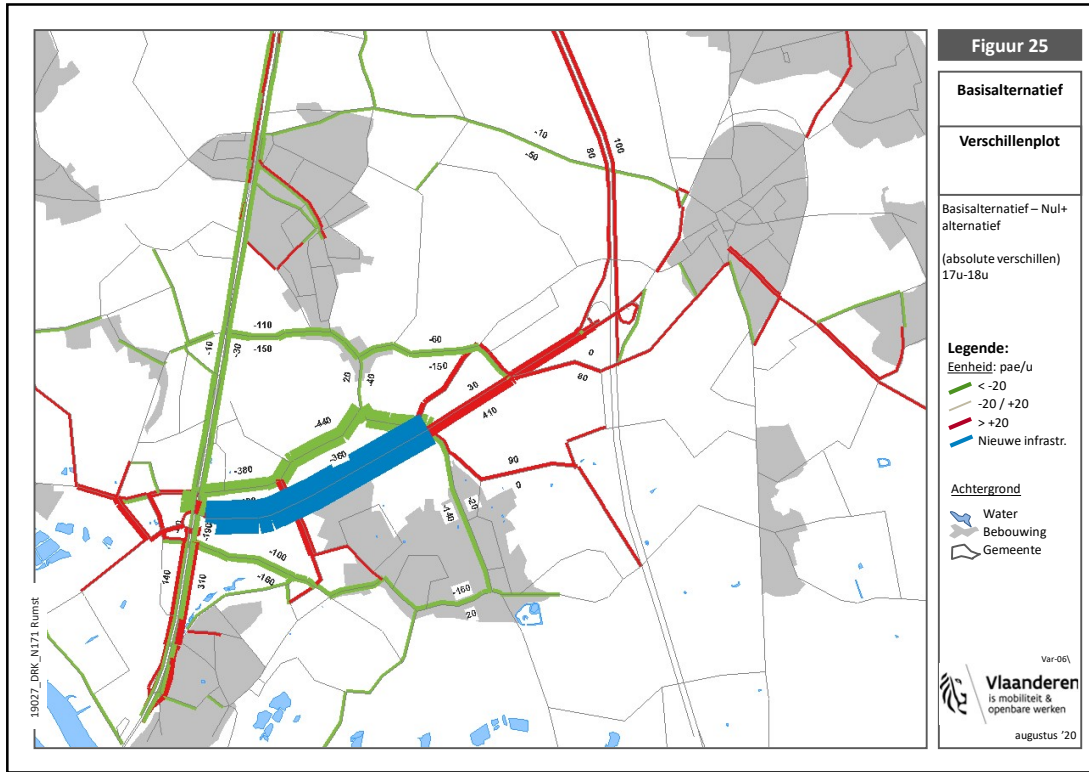 Figuur 25
Basisalternatief
Verschillenplot
Basisalternatief – Nul+
alternatief
(absolute verschillen)
17u-18u
Legende:
Eenheid: pae/u
< -20
-20 / +20
> +20
Nieuwe infrastr.
Achtergrond
Water
Bebouwing
Gemeente
Var-06\
Vlaanderen
is mobiliteit &
openbare werken
augustus '20
19027_DRK_N171 Rumst
-10
-50
80
100
-110
-150
-10
-30
20
-40
-60
-150
30
410
0
60
-440
-380
-360
90
0
-20
-140
-190
-100
-160
140
310
-160
20